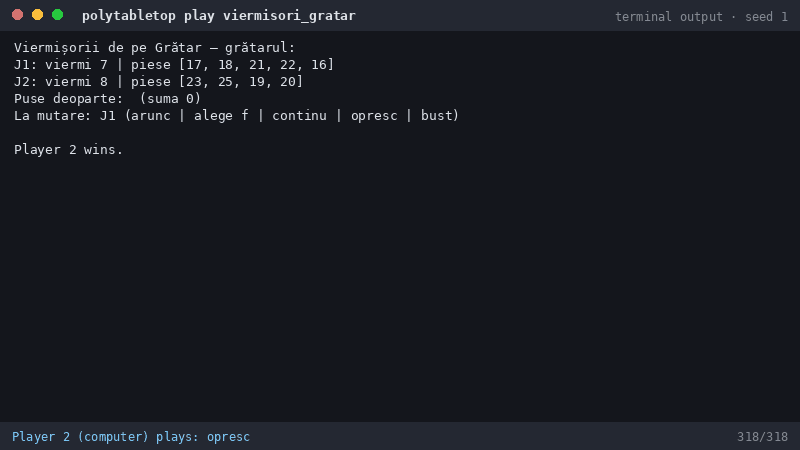 polytabletop play viermisori_gratar
terminal output · seed 1
Viermișorii de pe Grătar — grătarul:
J1: viermi 7 | piese [17, 18, 21, 22, 16]
J2: viermi 8 | piese [23, 25, 19, 20]
Puse deoparte:  (suma 0)
La mutare: J1 (arunc | alege f | continu | opresc | bust)
Player 2 wins.
Player 2 (computer) plays: opresc
318/318